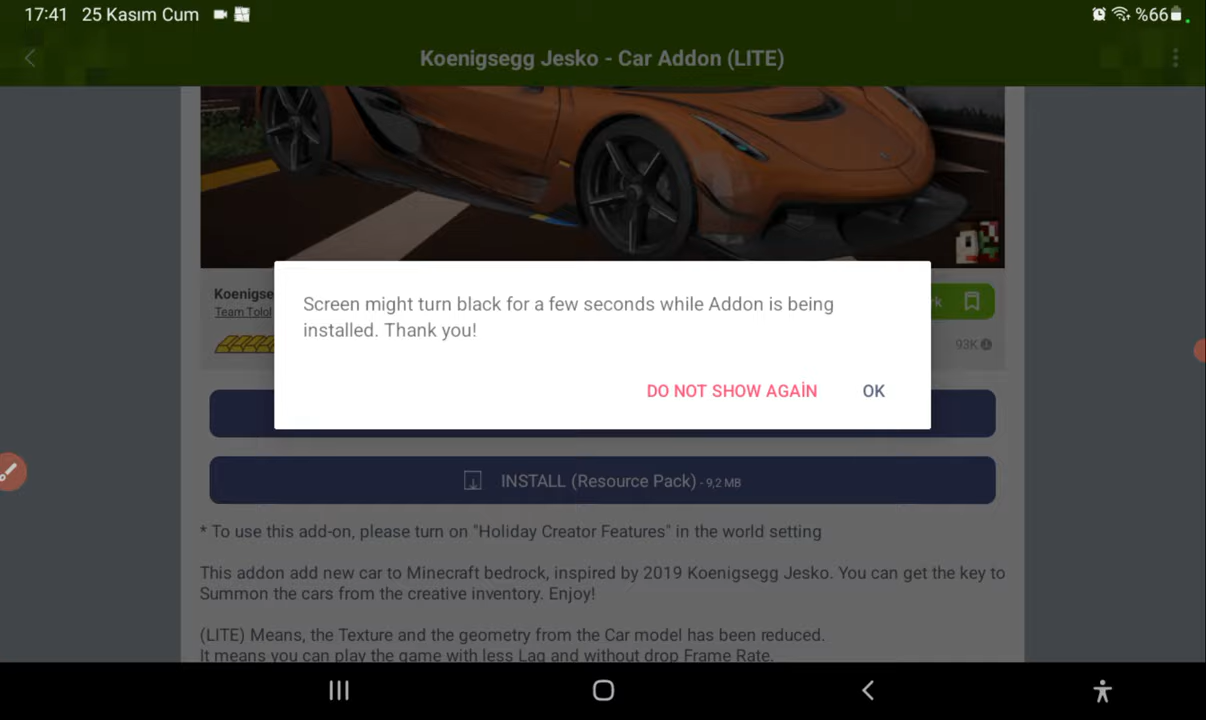 17:41 25 Kasım Cum
%66
Koenigsegg Jesko - Car Addon (LITE)
Screen might turn black for a few seconds while Addon is being
installed. Thank you!
DO NOT SHOW AGAİN OK
Koenigse
Team Tolol
rk
93K
INSTALL (Resource Pack) - 9,2 MB
* To use this add-on, please turn on "Holiday Creator Features" in the world setting
This addon add new car to Minecraft bedrock, inspired by 2019 Koenigsegg Jesko. You can get the key to
Summon the cars from the creative inventory. Enjoy!
(LITE) Means, the Texture and the geometry from the Car model has been reduced.
It means you can play the game with less Lag and without drop Frame Rate.